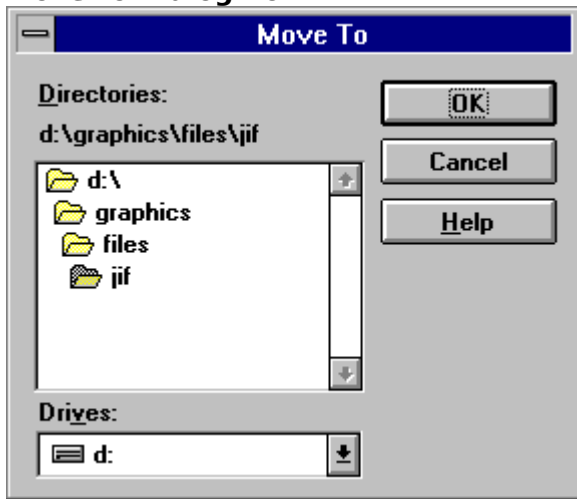 Move To
Directories:
d:\graphics\files\jif
d:\
graphics
files
jif
Drives:
d:
OK
Cancel
Help